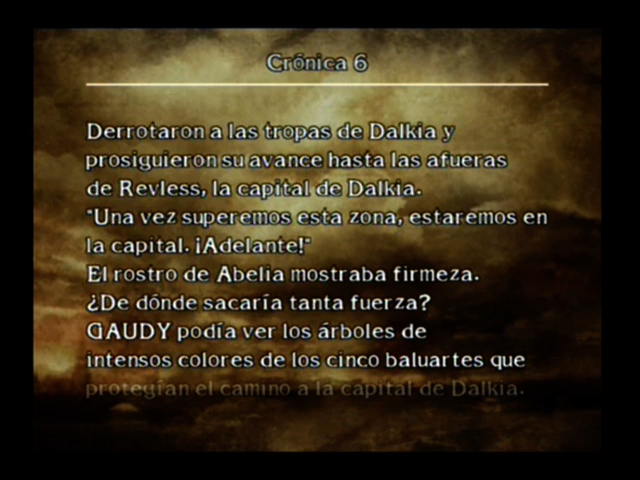 Crónica 6
Derrotaron a las tropas de Dalkia y
prosiguieron su avance hasta las afueras
de Revless, la capital de Dalkia.
"Una vez superemos esta zona, estaremos en
la capital. ¡Adelante!"
El rostro de Abelia mostraba firmeza.
¿De dónde sacaría tanta fuerza?
GAUDY podía ver los árboles de
intensos colores de los cinco baluartes que
protegían el camino a la capital de Dalkia.